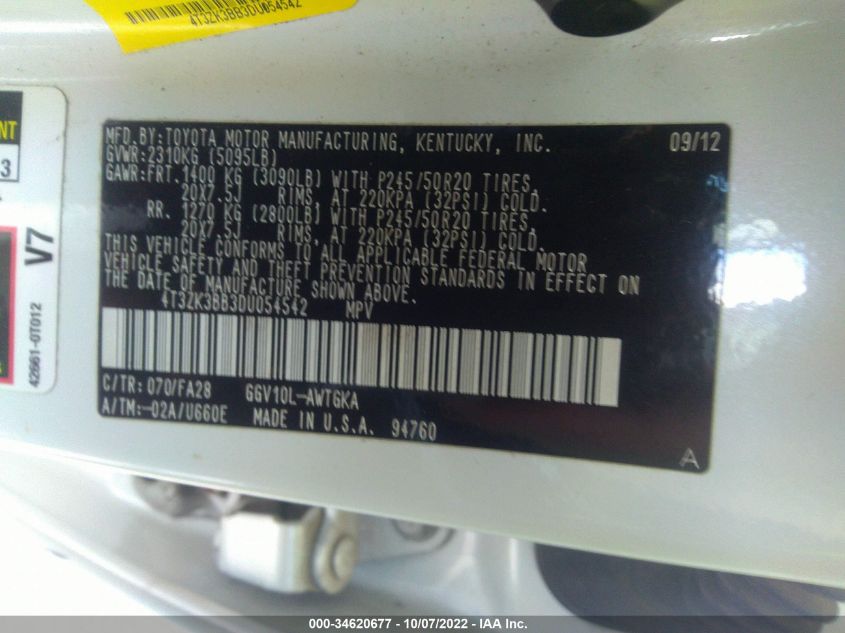 4T3ZK3BB3DU054542
NT
3
V7
42661-0T012
MFD.BY:TOYOTA MOTOR MANUFACTURING, KENTUCKY, INC. 09/12
GVWR:2310KG (5095LB)
GAWR:FRT.1400 KG (3090LB) WITH P245/50R20 TIRES,
20X7.5J RIMS, AT 220KPA (32PSI) COLD.
RR. 1270 KG (2800LB) WITH P245/50R20 TIRES,
20X7.5J RIMS, AT 220KPA (32PSI) COLD.
THIS VEHICLE CONFORMS TO ALL APPLICABLE FEDERAL MOTOR
VEHICLE SAFETY AND THEFT PREVENTION STANDARDS IN EFFECT ON
THE DATE OF MANUFACTURE SHOWN ABOVE.
4T3ZK3BB3DU054542 MPV
C/TR: 070/FA28 GGV10L-AWTGKA
A/TM:-02A/U660E MADE IN U.S.A. 94760
A
000-34620677 - 10/07/2022 - IAA Inc.